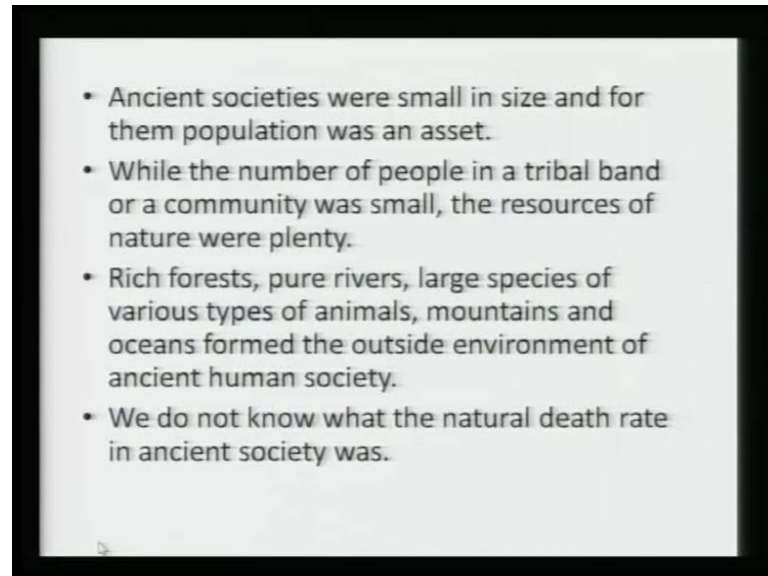 • Ancient societies were small in size and for
them population was an asset.
• While the number of people in a tribal band
or a community was small, the resources of
nature were plenty.
• Rich forests, pure rivers, large species of
various types of animals, mountains and
oceans formed the outside environment of
ancient human society.
• We do not know what the natural death rate
in ancient society was.